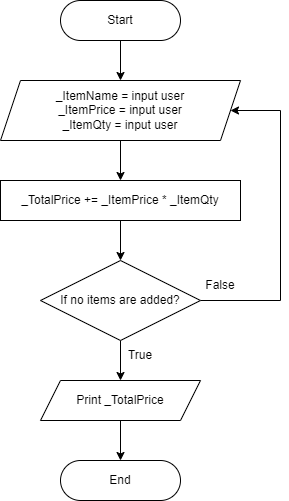 Start
_ItemName = input user
_ItemPrice = input user
_ItemQty = input user
_TotalPrice += _ItemPrice * _ItemQty
If no items are added?
False
True
Print _TotalPrice
End